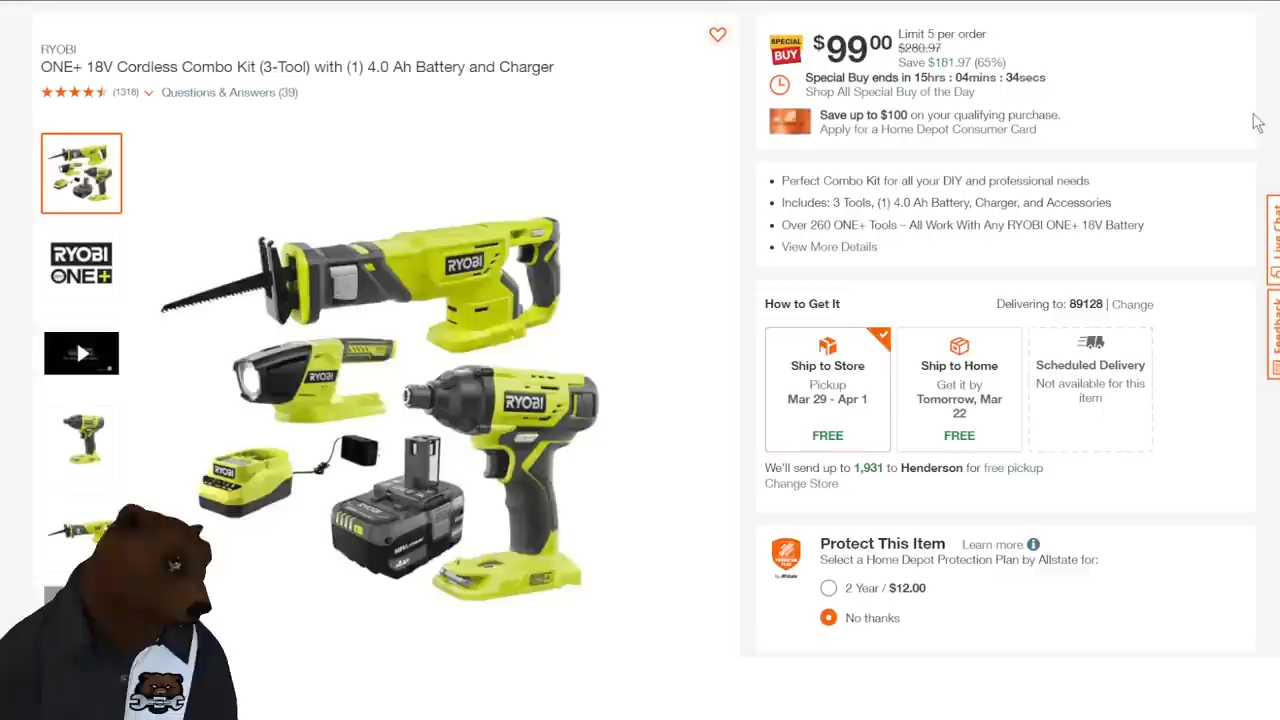 RYOBI
ONE+ 18V Cordless Combo Kit (3-Tool) with (1) 4.0 Ah Battery and Charger
(1318) Questions & Answers (39)
RYOBI
ONE+
RYOBI
RYOBI
RYOBI
RYOBI
SPECIAL
BUY
$9900
Limit 5 per order
$280.97
Save $181.97 (65%)
Special Buy ends in 15hrs : 04mins : 34secs
Shop All Special Buy of the Day
Save up to $100 on your qualifying purchase.
Apply for a Home Depot Consumer Card
• Perfect Combo Kit for all your DIY and professional needs
• Includes: 3 Tools, (1) 4.0 Ah Battery, Charger, and Accessories
• Over 260 ONE+ Tools – All Work With Any RYOBI ONE+ 18V Battery
• View More Details
Live Chat
Feedback
How to Get It
Delivering to: 89128 | Change
Ship to Store
Pickup
Mar 29 - Apr 1
FREE
Ship to Home
Get it by
Tomorrow, Mar
22
FREE
Scheduled Delivery
Not available for this
item
We'll send up to 1,931 to Henderson for free pickup
Change Store
Protect This Item Learn more
Select a Home Depot Protection Plan by Allstate for:
2 Year / $12.00
No thanks